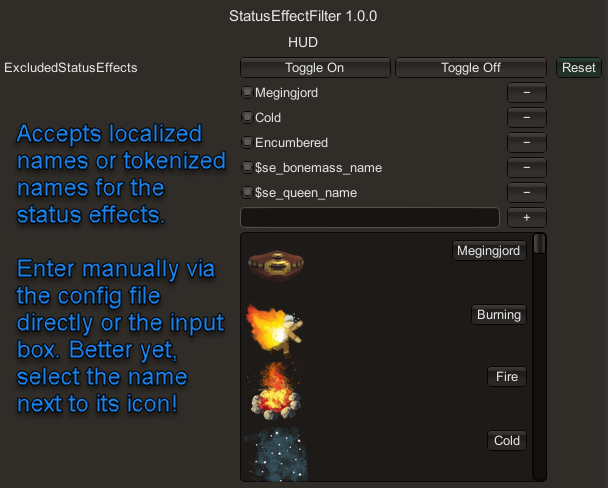 StatusEffectFilter 1.0.0
HUD
ExcludedStatusEffects
Toggle On
Toggle Off
Reset
Megingjord
−
Cold
−
Encumbered
−
$se_bonemass_name
−
$se_queen_name
−
+
Accepts localized
names or tokenized
names for the
status effects.
Enter manually via
the config file
directly or the input
box. Better yet,
select the name
next to its icon!
Megingjord
Burning
Fire
Cold